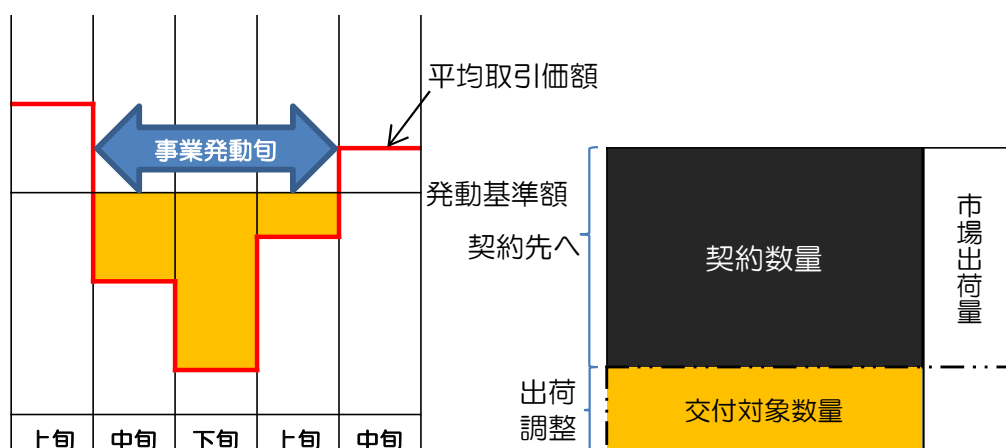 平均取引価額
事業発動旬
発動基準額
上旬
中旬
下旬
上旬
中旬
契約先へ
契約数量
市場出荷量
出荷
調整
交付対象数量